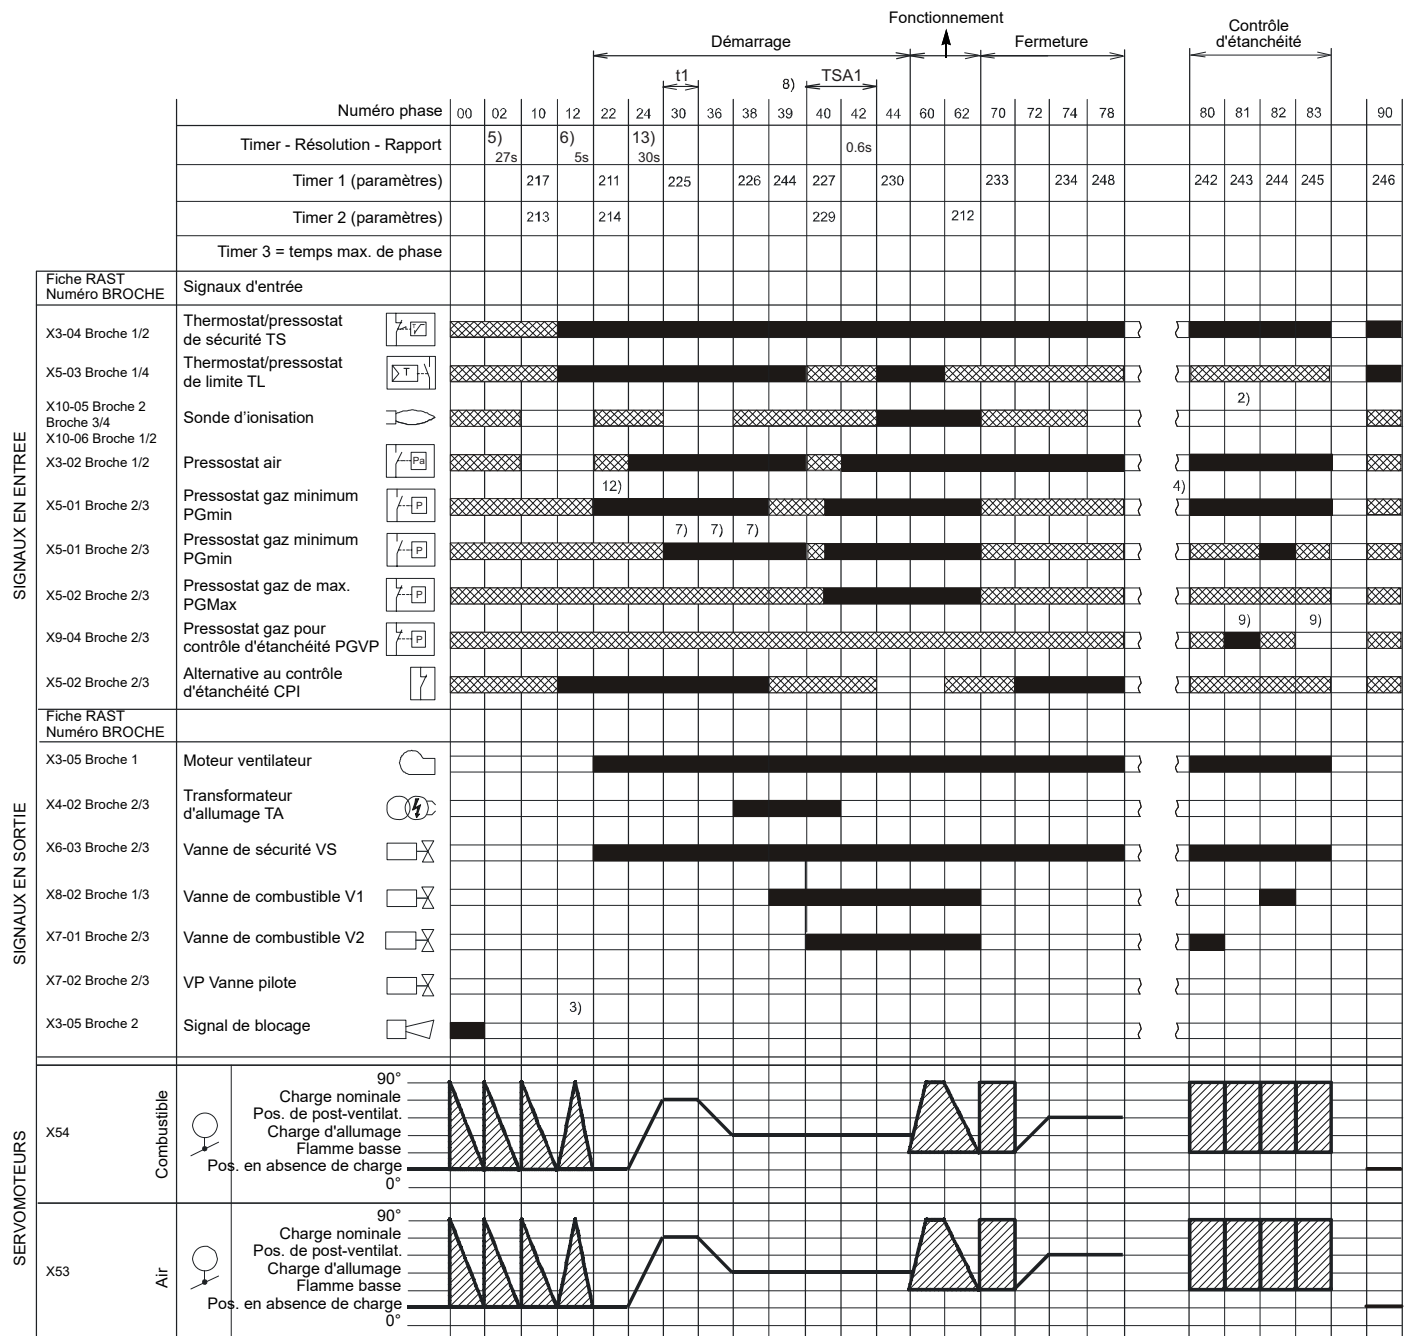 Fonctionnement
Démarrage
Fermeture
Contrôle
d'étanchéité
t1
8)
TSA1
Numéro phase 00 02 10 12 22 24 30 36 38 39 40 42 44 60 62 70 72 74 78 80 81 82 83 90
Timer - Résolution - Rapport 5) 27s 6) 5s 13) 30s 0.6s
Timer 1 (paramètres) 217 211 225 226 244 227 230 233 234 248 242 243 244 245 246
Timer 2 (paramètres) 213 214 229 212
Timer 3 = temps max. de phase
Fiche RAST
Numéro BROCHE
Signaux d'entrée
SIGNAUX EN ENTREE
X3-04 Broche 1/2
Thermostat/pressostat
de sécurité TS
X5-03 Broche 1/4
Thermostat/pressostat
de limite TL
T
2)
X10-05 Broche 2
Broche 3/4
X10-06 Broche 1/2
Sonde d'ionisation
X3-02 Broche 1/2
Pressostat air
Pa
12)
4)
X5-01 Broche 2/3
Pressostat gaz minimum
PGmin
P
7) 7) 7)
X5-01 Broche 2/3
Pressostat gaz minimum
PGmin
P
X5-02 Broche 2/3
Pressostat gaz de max.
PGMax
P
9) 9)
X9-04 Broche 2/3
Pressostat gaz pour
contrôle d'étanchéité PGVP
P
X5-02 Broche 2/3
Alternative au contrôle
d'étanchéité CPI
Fiche RAST
Numéro BROCHE
SIGNAUX EN SORTIE
X3-05 Broche 1
Moteur ventilateur
X4-02 Broche 2/3
Transformateur
d'allumage TA
X6-03 Broche 2/3
Vanne de sécurité VS
X8-02 Broche 1/3
Vanne de combustible V1
X7-01 Broche 2/3
Vanne de combustible V2
X7-02 Broche 2/3
VP Vanne pilote
3)
X3-05 Broche 2
Signal de blocage
SERVOMOTEURS
X54
Combustible
90°
Charge nominale
Pos. de post-ventilat.
Charge d'allumage
Flamme basse
Pos. en absence de charge
0°
X53
Air
90°
Charge nominale
Pos. de post-ventilat.
Charge d'allumage
Flamme basse
Pos. en absence de charge
0°